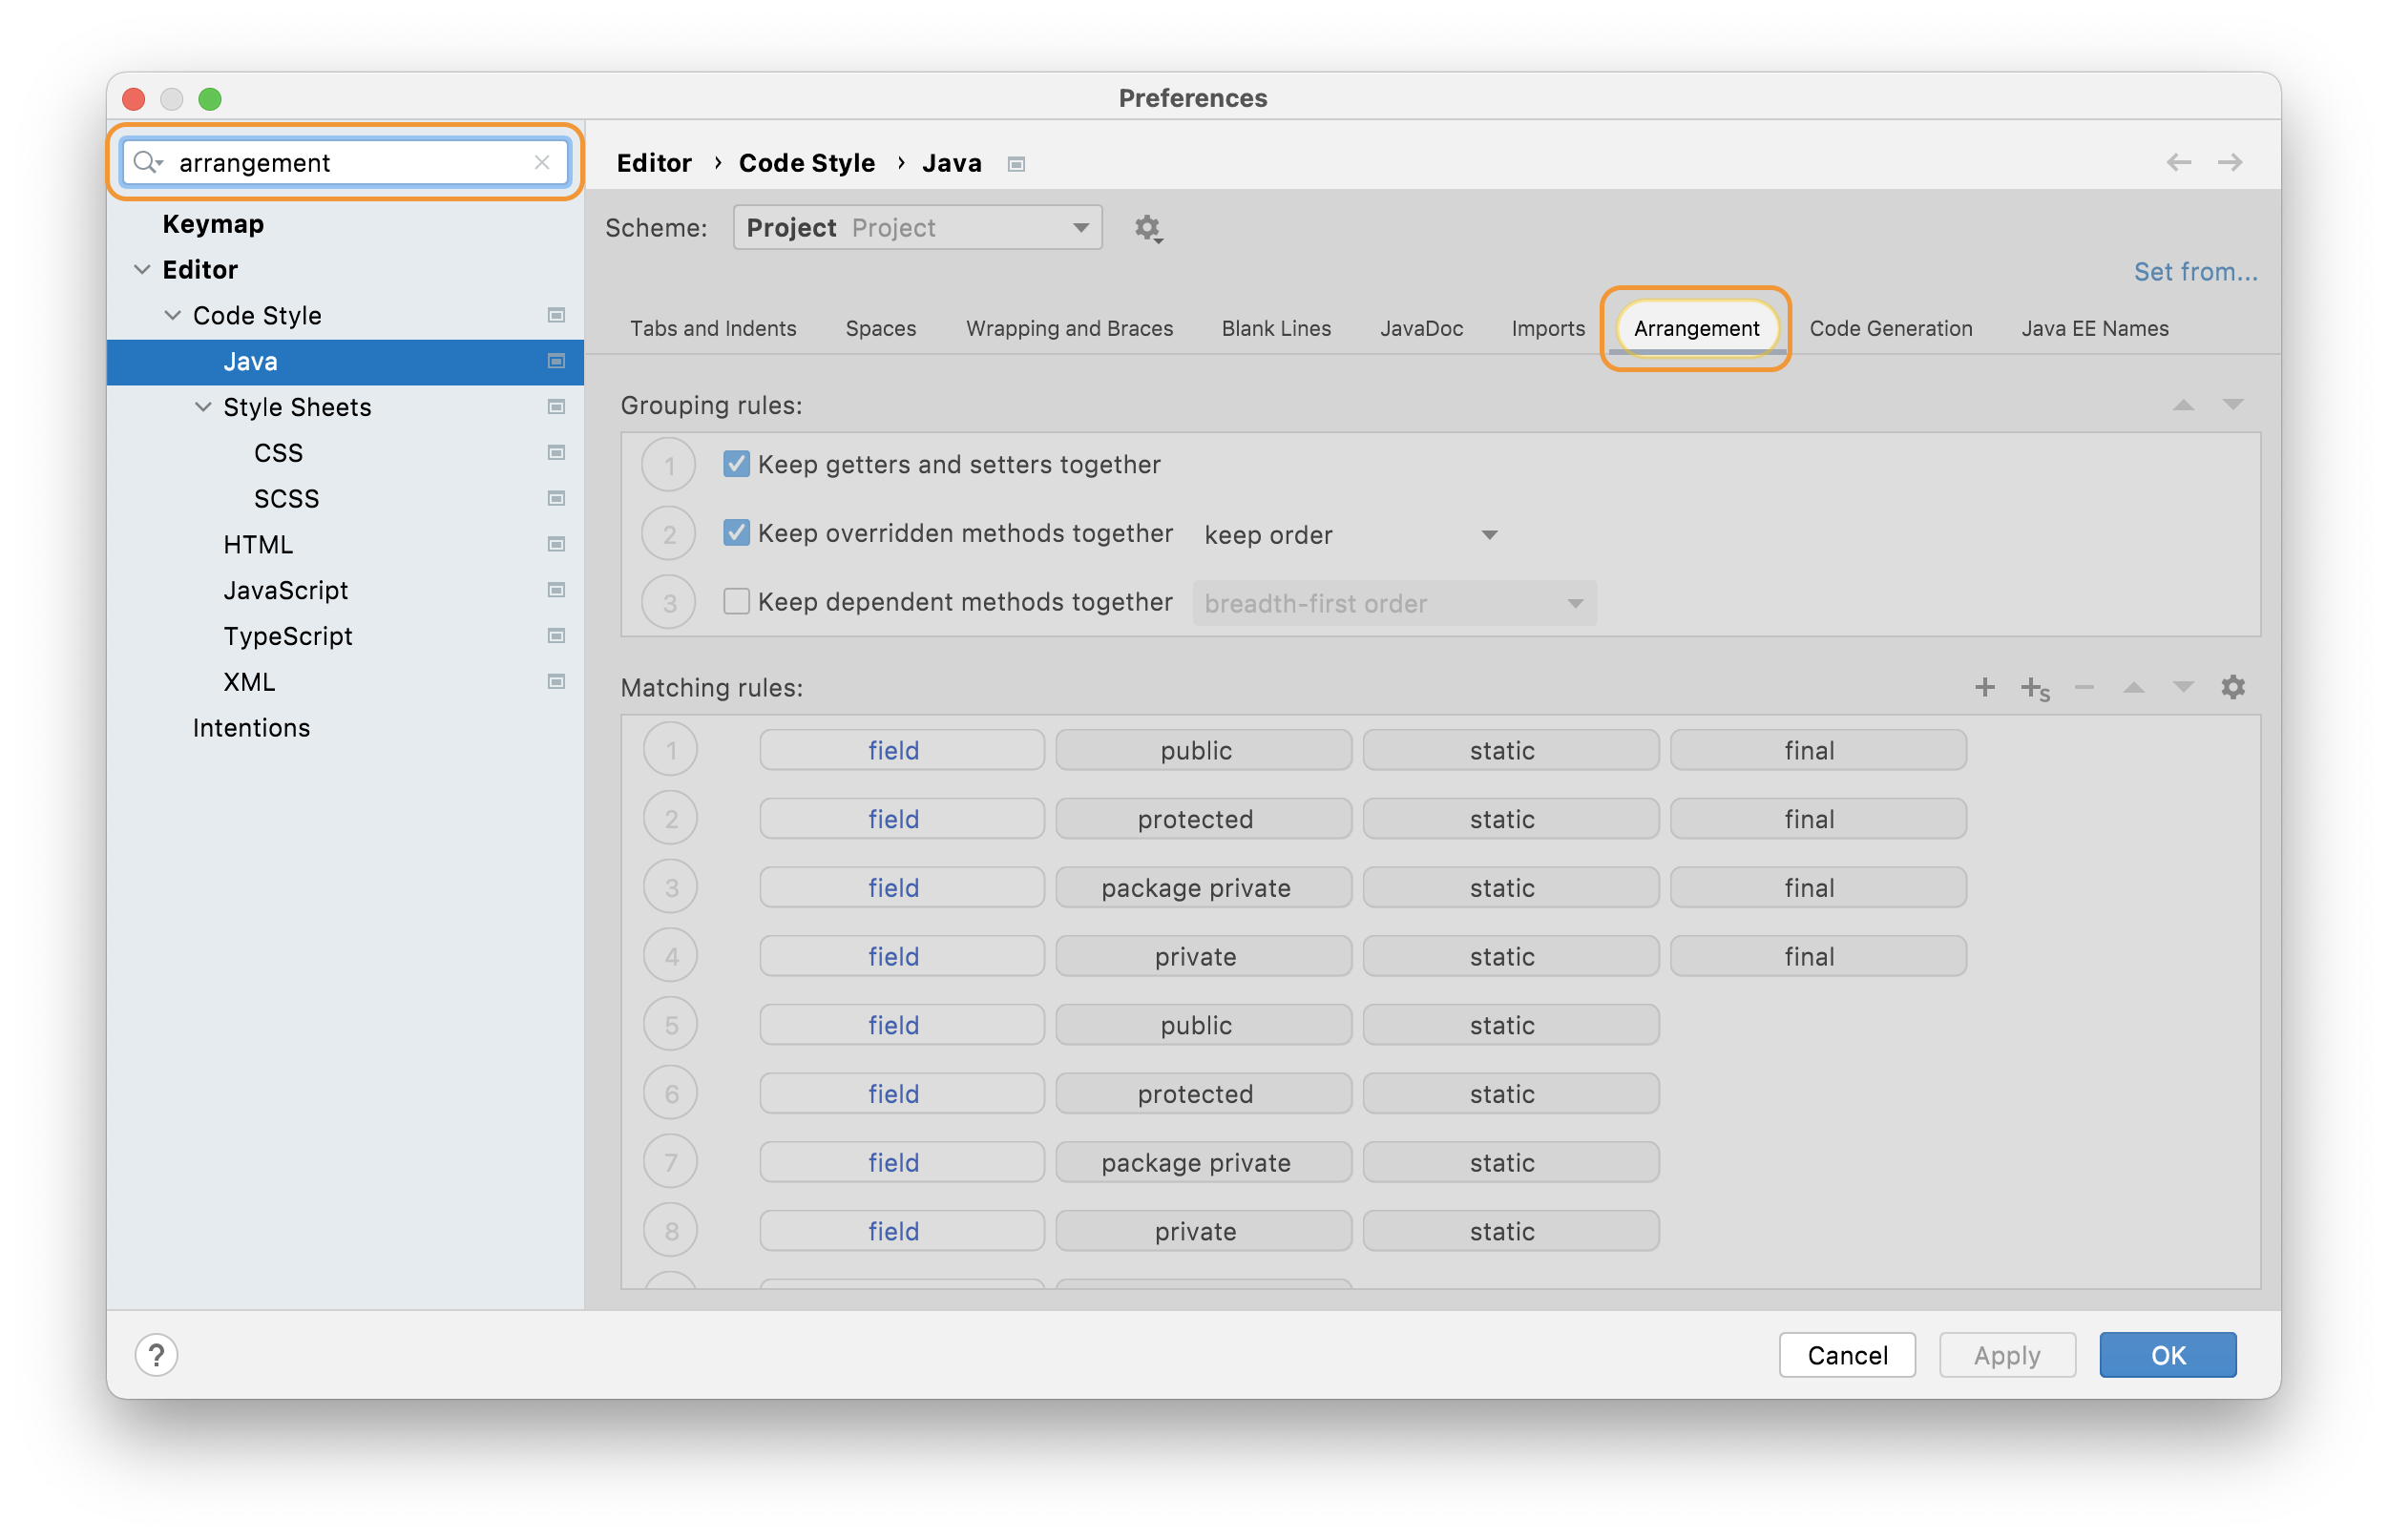 Preferences
arrangement
Editor › Code Style › Java
Keymap
Editor
Code Style
Java
Style Sheets
CSS
SCSS
HTML
JavaScript
TypeScript
XML
Intentions
Scheme: Project Project
Set from...
Tabs and Indents Spaces Wrapping and Braces Blank Lines JavaDoc Imports Arrangement Code Generation Java EE Names
Grouping rules:
1 Keep getters and setters together
2 Keep overridden methods together keep order
3 Keep dependent methods together breadth-first order
Matching rules:
1 field public static final
2 field protected static final
3 field package private static final
4 field private static final
5 field public static
6 field protected static
7 field package private static
8 field private static
? Cancel Apply OK